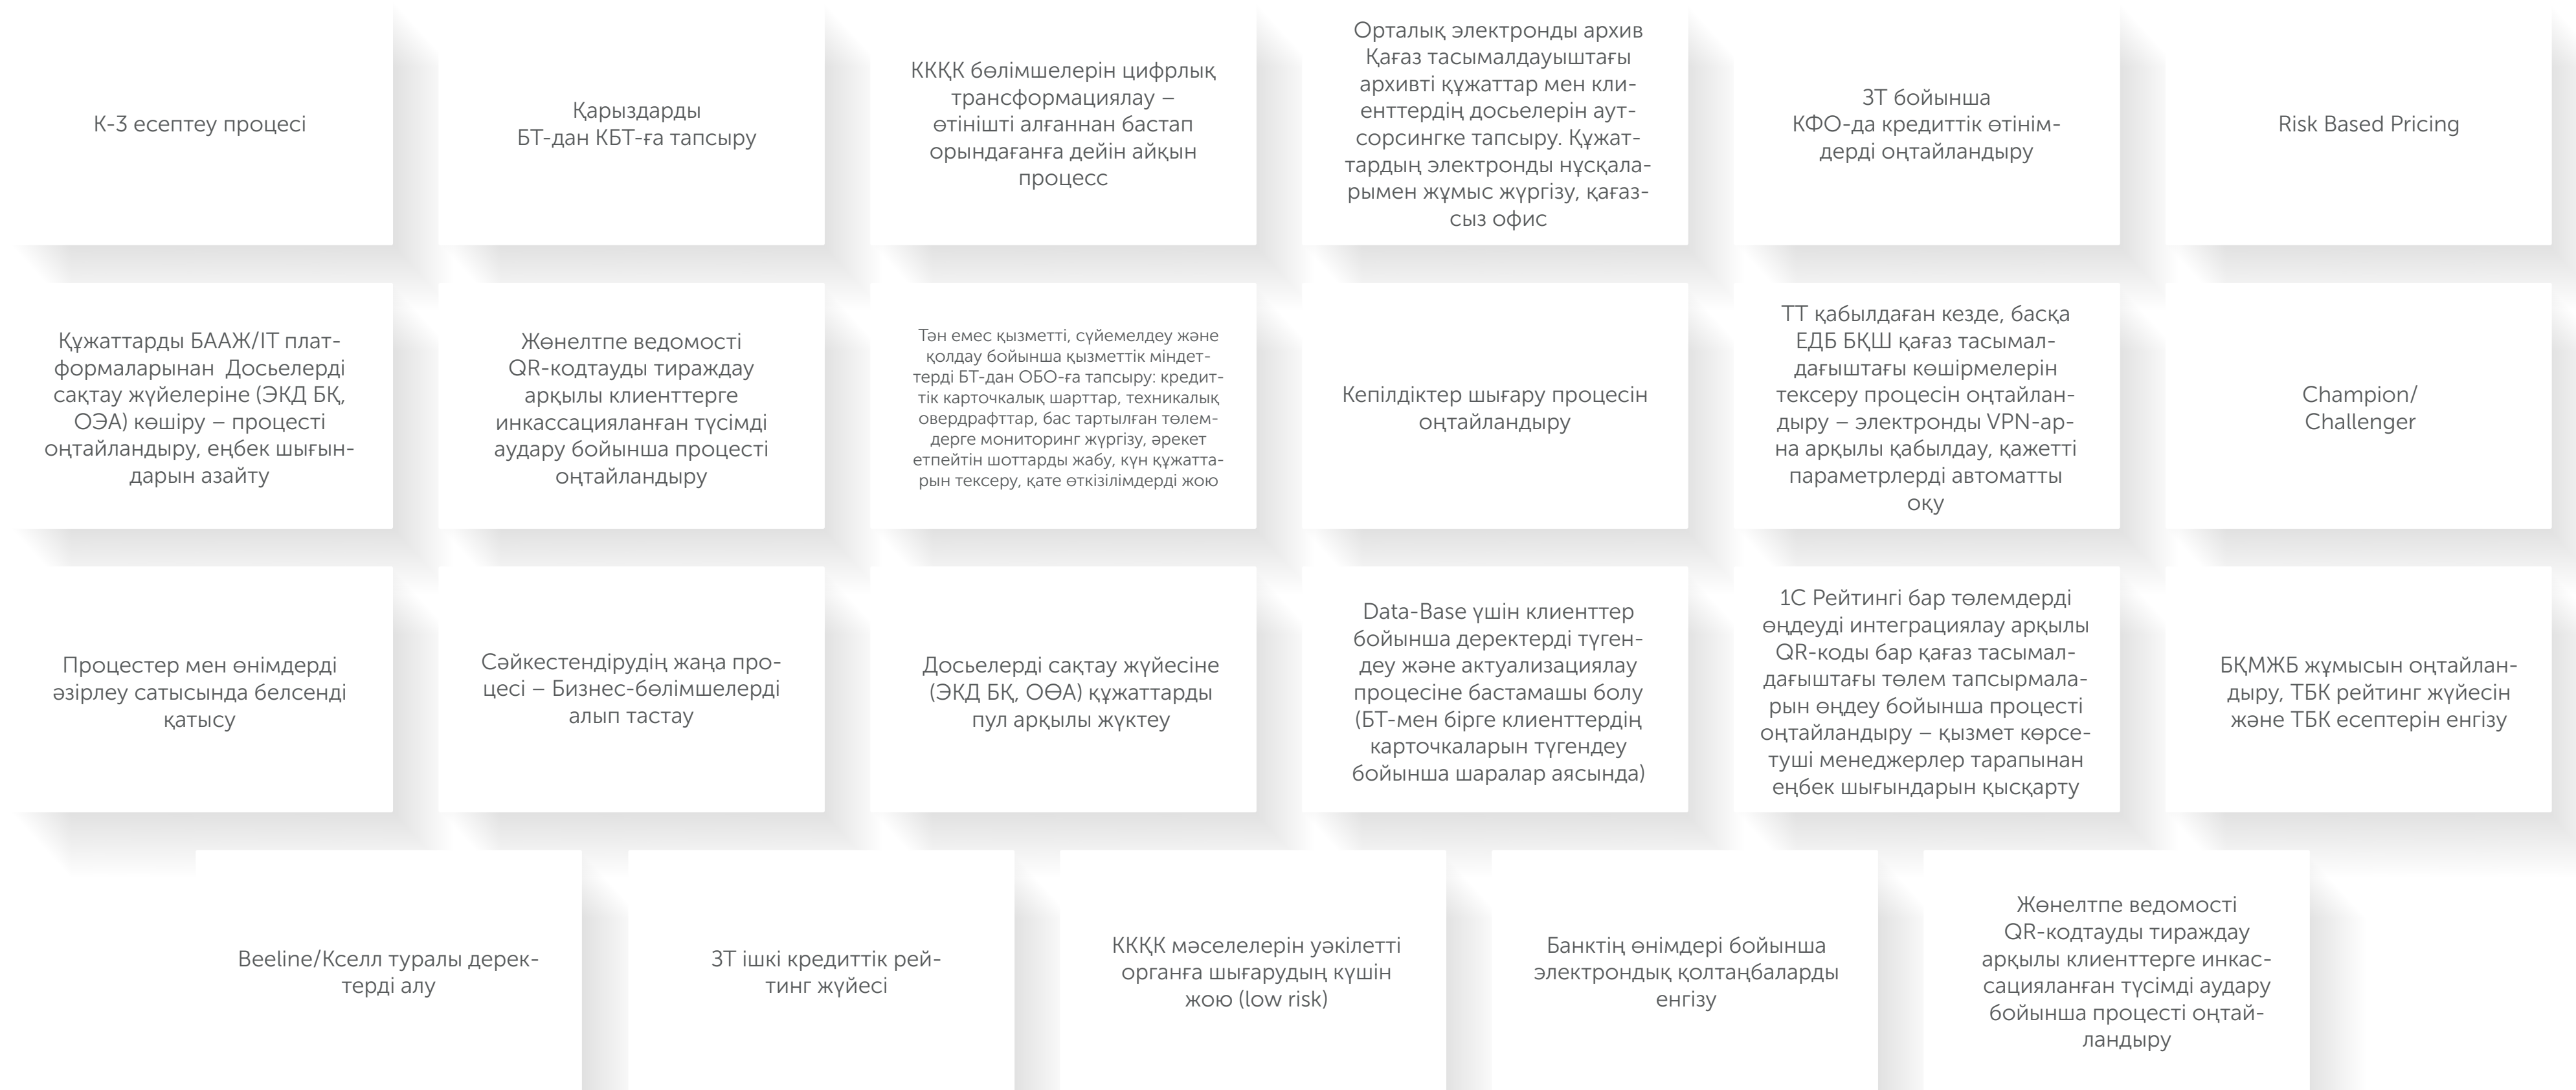 К-3 есептеу процесі
Қарыздарды
БТ-дан КБТ-ға тапсыру
ККҚК бөлімшелерін цифрлық
трансформациялау –
өтінішті алғаннан бастап
орындағанға дейін айқын
процесс
Орталық электронды архив
Қағаз тасымалдауыштағы
архивті құжаттар мен кли-
енттердің досьелерін аут-
сорсингке тапсыру. Құжат-
тардың электронды нұсқала-
рымен жұмыс жүргізу, қағаз-
сыз офис
ЗТ бойынша
КФО-да кредиттік өтінім-
дерді оңтайландыру
Risk Based Pricing
Құжаттарды БААЖ/IT плат-
формаларынан  Досьелерді
сақтау жүйелеріне (ЭКД БҚ,
ОЭА) көшіру – процесті
оңтайландыру, еңбек шығын-
дарын азайту
Жөнелтпе ведомості
QR-кодтауды тираждау
арқылы клиенттерге
инкассацияланған түсімді
аудару бойынша процесті
оңтайландыру
Тән емес қызметті, сүйемелдеу және
қолдау бойынша қызметтік міндет-
терді БТ-дан ОБО-ға тапсыру: кредит-
тік карточкалық шарттар, техникалық
овердрафттар, бас тартылған төлем-
дерге мониторинг жүргізу, әрекет
етпейтін шоттарды жабу, күн құжатта-
рын тексеру, қате өткізілімдерді жою
Кепілдіктер шығару процесін
оңтайландыру
ТТ қабылдаған кезде, басқа
ЕДБ БҚШ қағаз тасымал-
дағыштағы көшірмелерін
тексеру процесін оңтайлан-
дыру – электронды VPN-ар-
на арқылы қабылдау, қажетті
параметрлерді автоматты
оқу
Champion/
Challenger
Процестер мен өнімдерді
әзірлеу сатысында белсенді
қатысу
Сәйкестендірудің жаңа про-
цесі – Бизнес-бөлімшелерді
алып тастау
Досьелерді сақтау жүйесіне
(ЭКД БҚ, ОӨА) құжаттарды
пул арқылы жүктеу
Data-Base үшін клиенттер
бойынша деректерді түген-
деу және актуализациялау
процесіне бастамашы болу
(БТ-мен бірге клиенттердің
карточкаларын түгендеу
бойынша шаралар аясында)
1С Рейтингі бар төлемдерді
өңдеуді интеграциялау арқылы
QR-коды бар қағаз тасымал-
дағыштағы төлем тапсырмала-
рын өңдеу бойынша процесті
оңтайландыру – қызмет көрсе-
туші менеджерлер тарапынан
еңбек шығындарын қысқарту
БҚМЖБ жұмысын оңтайлан-
дыру, ТБК рейтинг жүйесін
және ТБК есептерін енгізу
Beeline/Кселл туралы дерек-
терді алу
ЗТ ішкі кредиттік рей-
тинг жүйесі
ККҚК мәселелерін уәкілетті
органға шығарудың күшін
жою (low risk)
Банктің өнімдері бойынша
электрондық қолтаңбаларды
енгізу
Жөнелтпе ведомості
QR-кодтауды тираждау
арқылы клиенттерге инкас-
сацияланған түсімді аудару
бойынша процесті оңтай-
ландыру